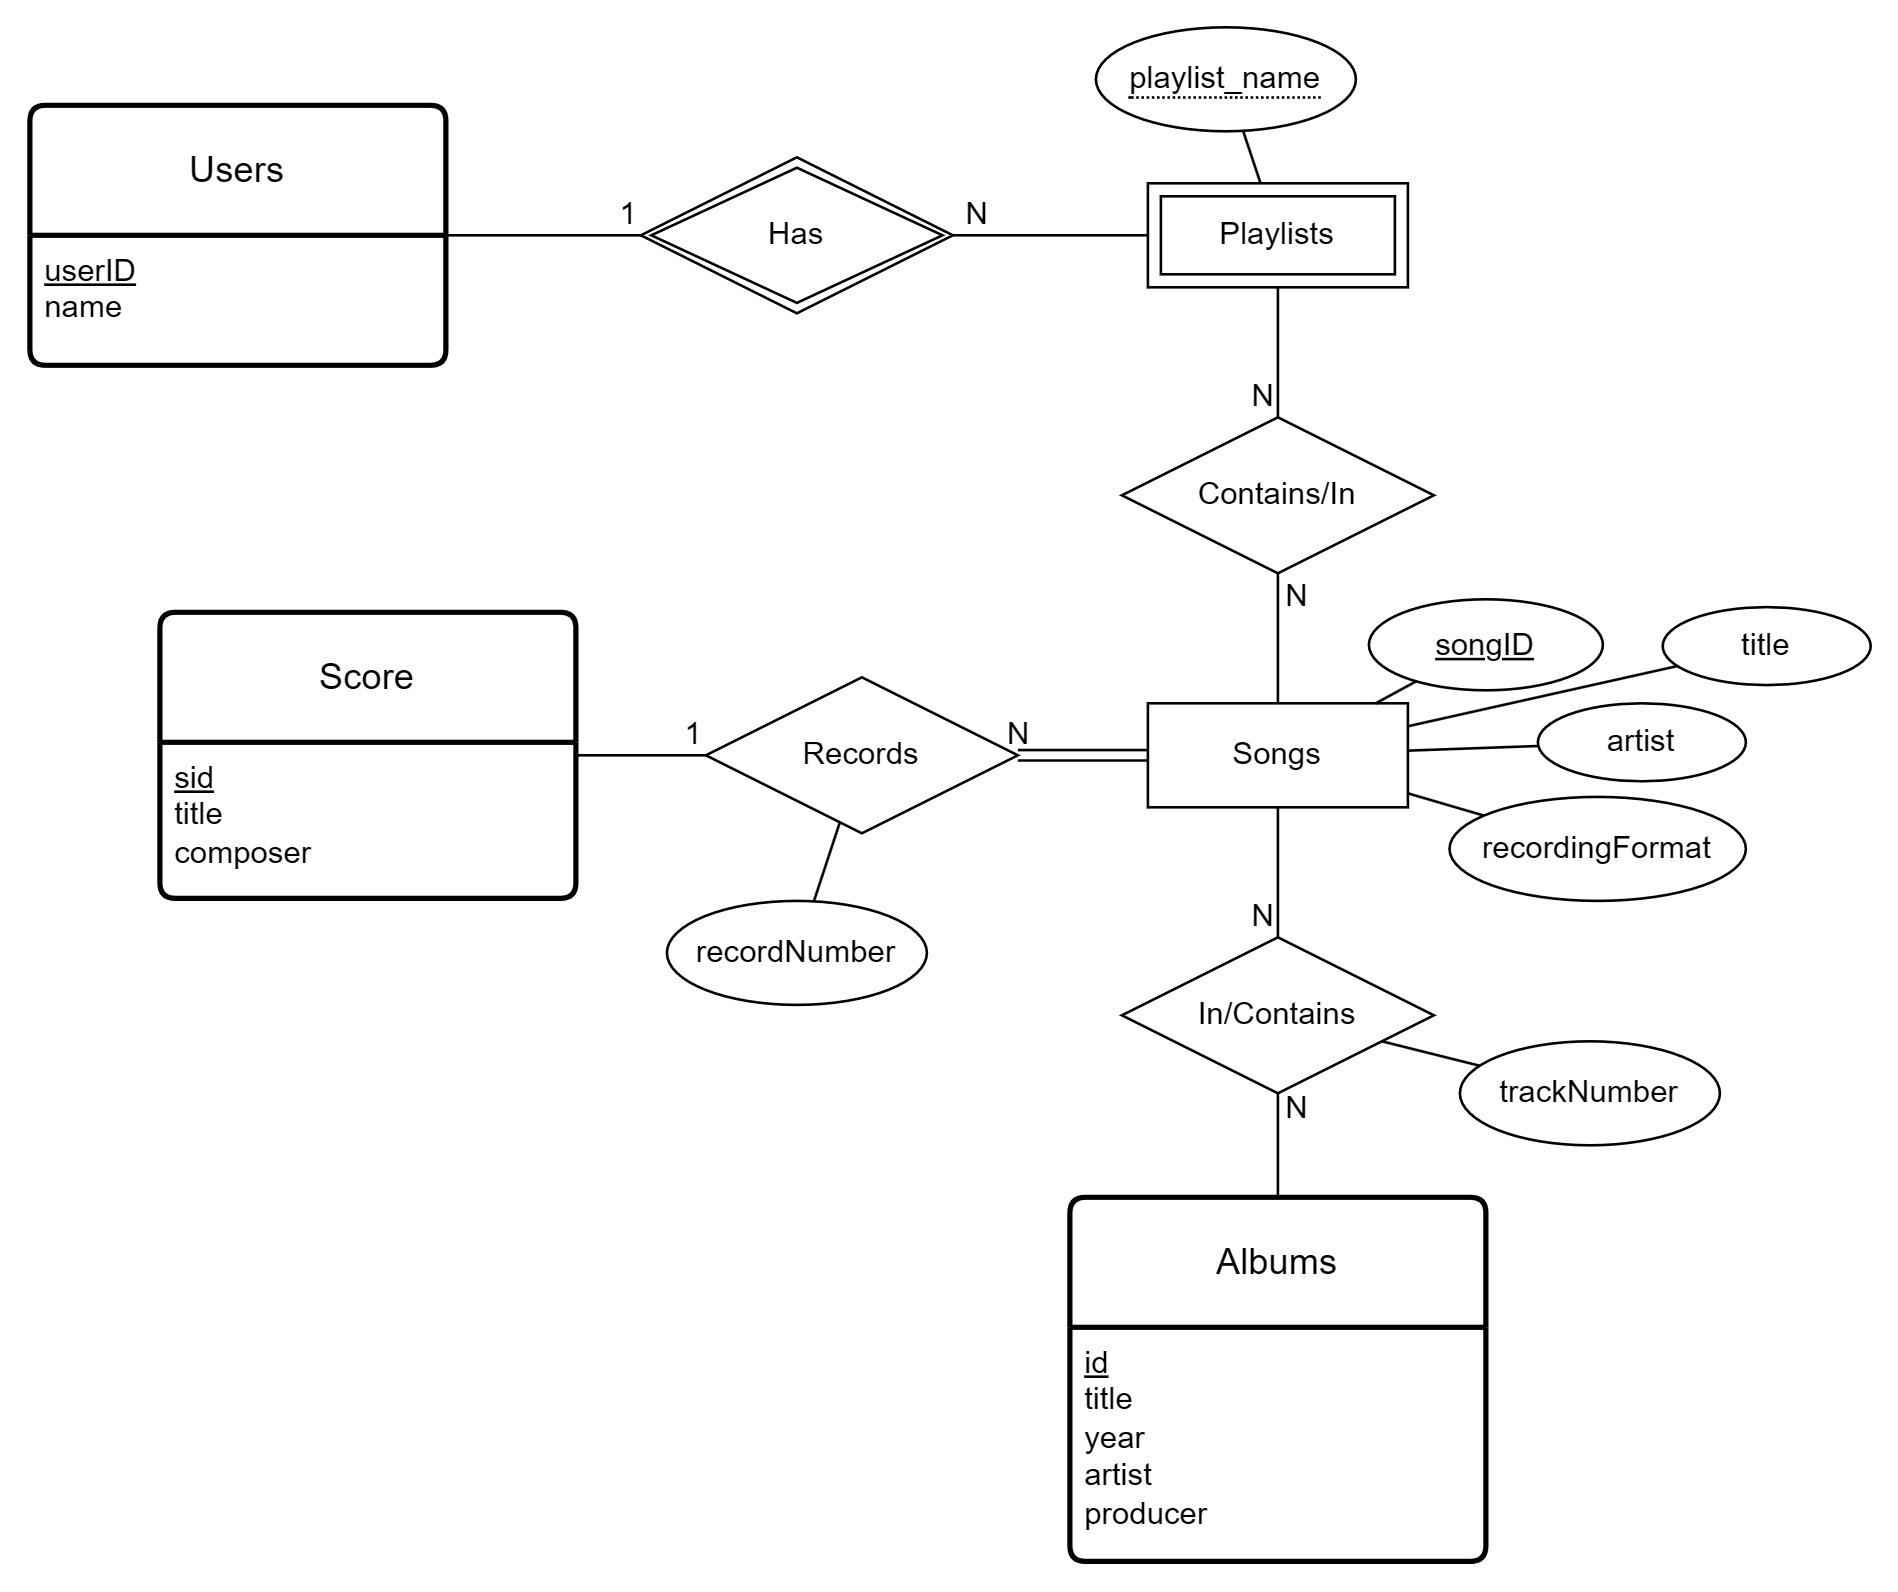 playlist_name
Users
userID
name
1
Has
N
Playlists
N
Contains/In
N
Score
sid
title
composer
1
Records
N
recordNumber
Songs
songID
title
artist
recordingFormat
N
In/Contains
trackNumber
N
Albums
id
title
year
artist
producer